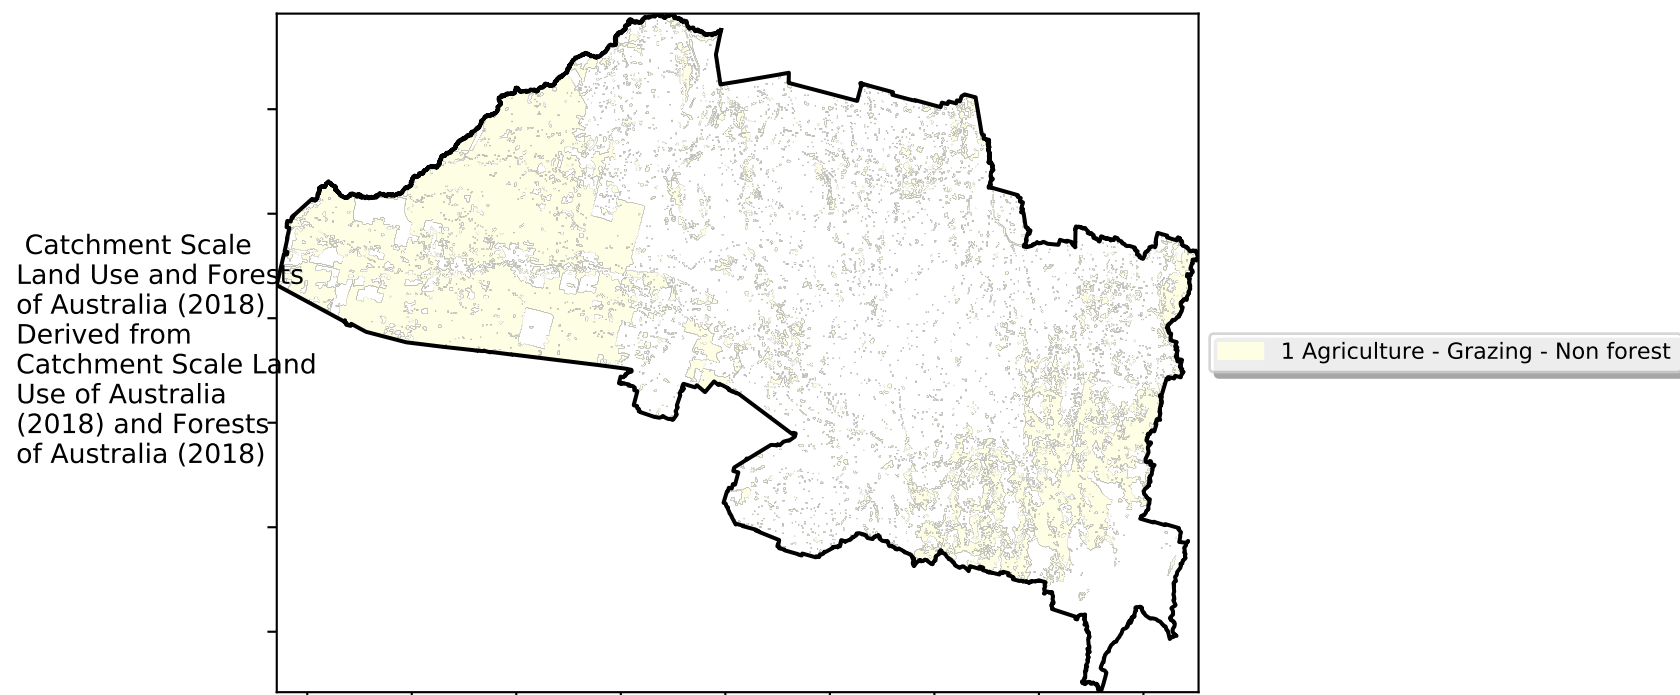 Catchment Scale
Land Use and Forests
of Australia (2018)
Derived from
Catchment Scale Land
Use of Australia
(2018) and Forests
of Australia (2018)
1 Agriculture - Grazing - Non forest